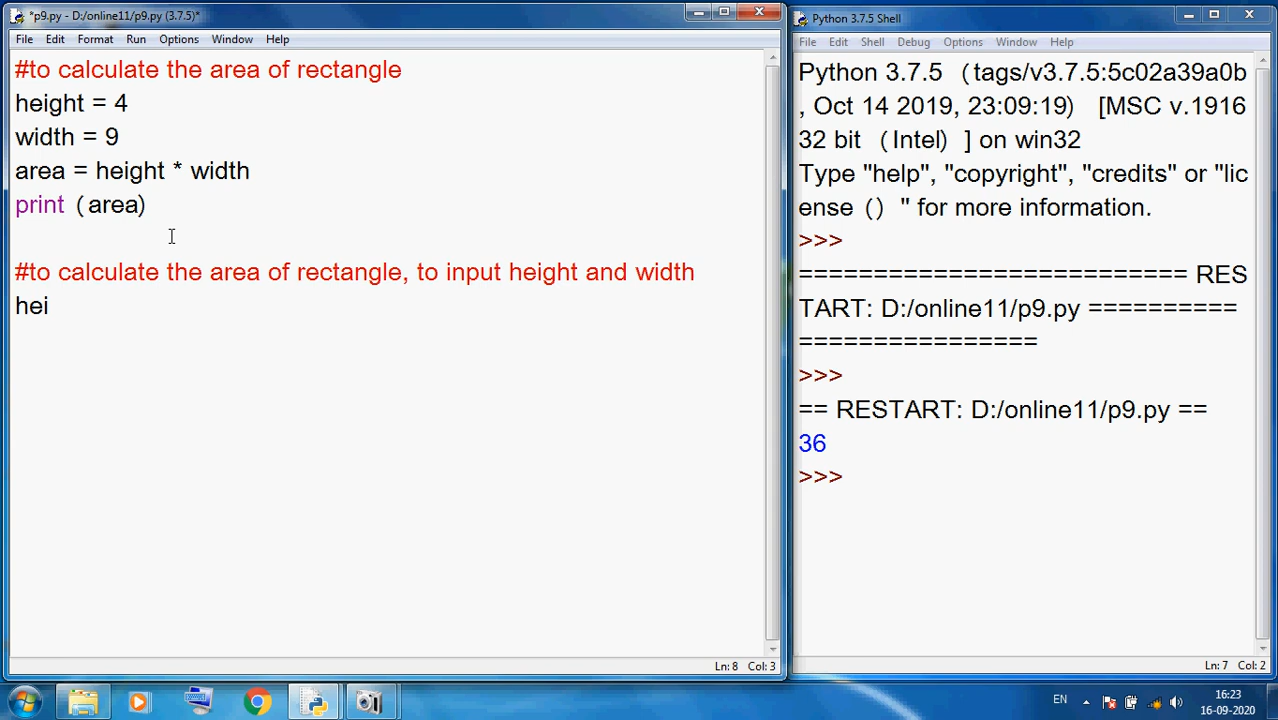 *p9.py - D:/online11/p9.py (3.7.5)*
File Edit Format Run Options Window Help
#to calculate the area of rectangle
height = 4
width = 9
area = height * width
print (area)
#to calculate the area of rectangle, to input height and width
hei
Ln: 8 Col: 3
Python 3.7.5 Shell
File Edit Shell Debug Options Window Help
Python 3.7.5 (tags/v3.7.5:5c02a39a0b
, Oct 14 2019, 23:09:19) [MSC v.1916
32 bit (Intel)] on win32
Type "help", "copyright", "credits" or "lic
ense ()" for more information.
>>>
========================== RES
TART: D:/online11/p9.py ==========
================
>>>
== RESTART: D:/online11/p9.py ==
36
>>>
Ln: 7 Col: 2
EN
16:23
16-09-2020